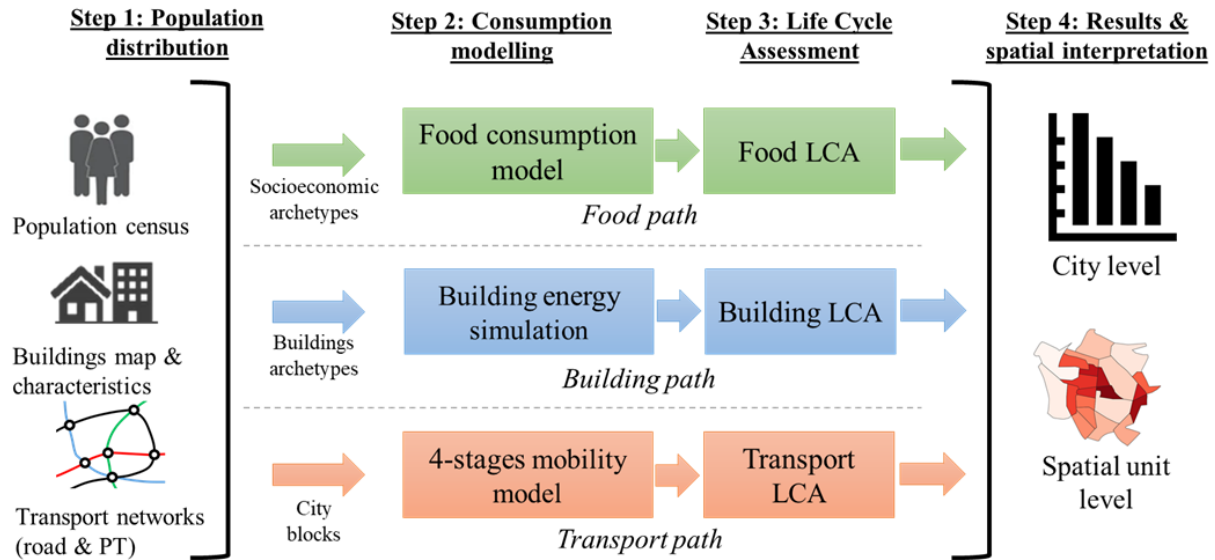 Step 1: Population
distribution
Step 2: Consumption
modelling
Step 3: Life Cycle
Assessment
Step 4: Results &
spatial interpretation
Population census
Buildings map &
characteristics
Transport networks
(road & PT)
Socioeconomic
archetypes
Food consumption
model
Food LCA
Food path
Buildings
archetypes
Building energy
simulation
Building LCA
Building path
City
blocks
4-stages mobility
model
Transport
LCA
Transport path
City level
Spatial unit
level